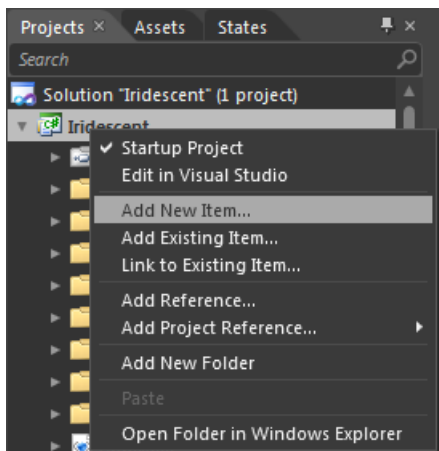 Projects × Assets States
Search
Solution "Iridescent" (1 project)
C# Iridescent
Startup Project
Edit in Visual Studio
Add New Item...
Add Existing Item...
Link to Existing Item...
Add Reference...
Add Project Reference...
Add New Folder
Paste
Open Folder in Windows Explorer